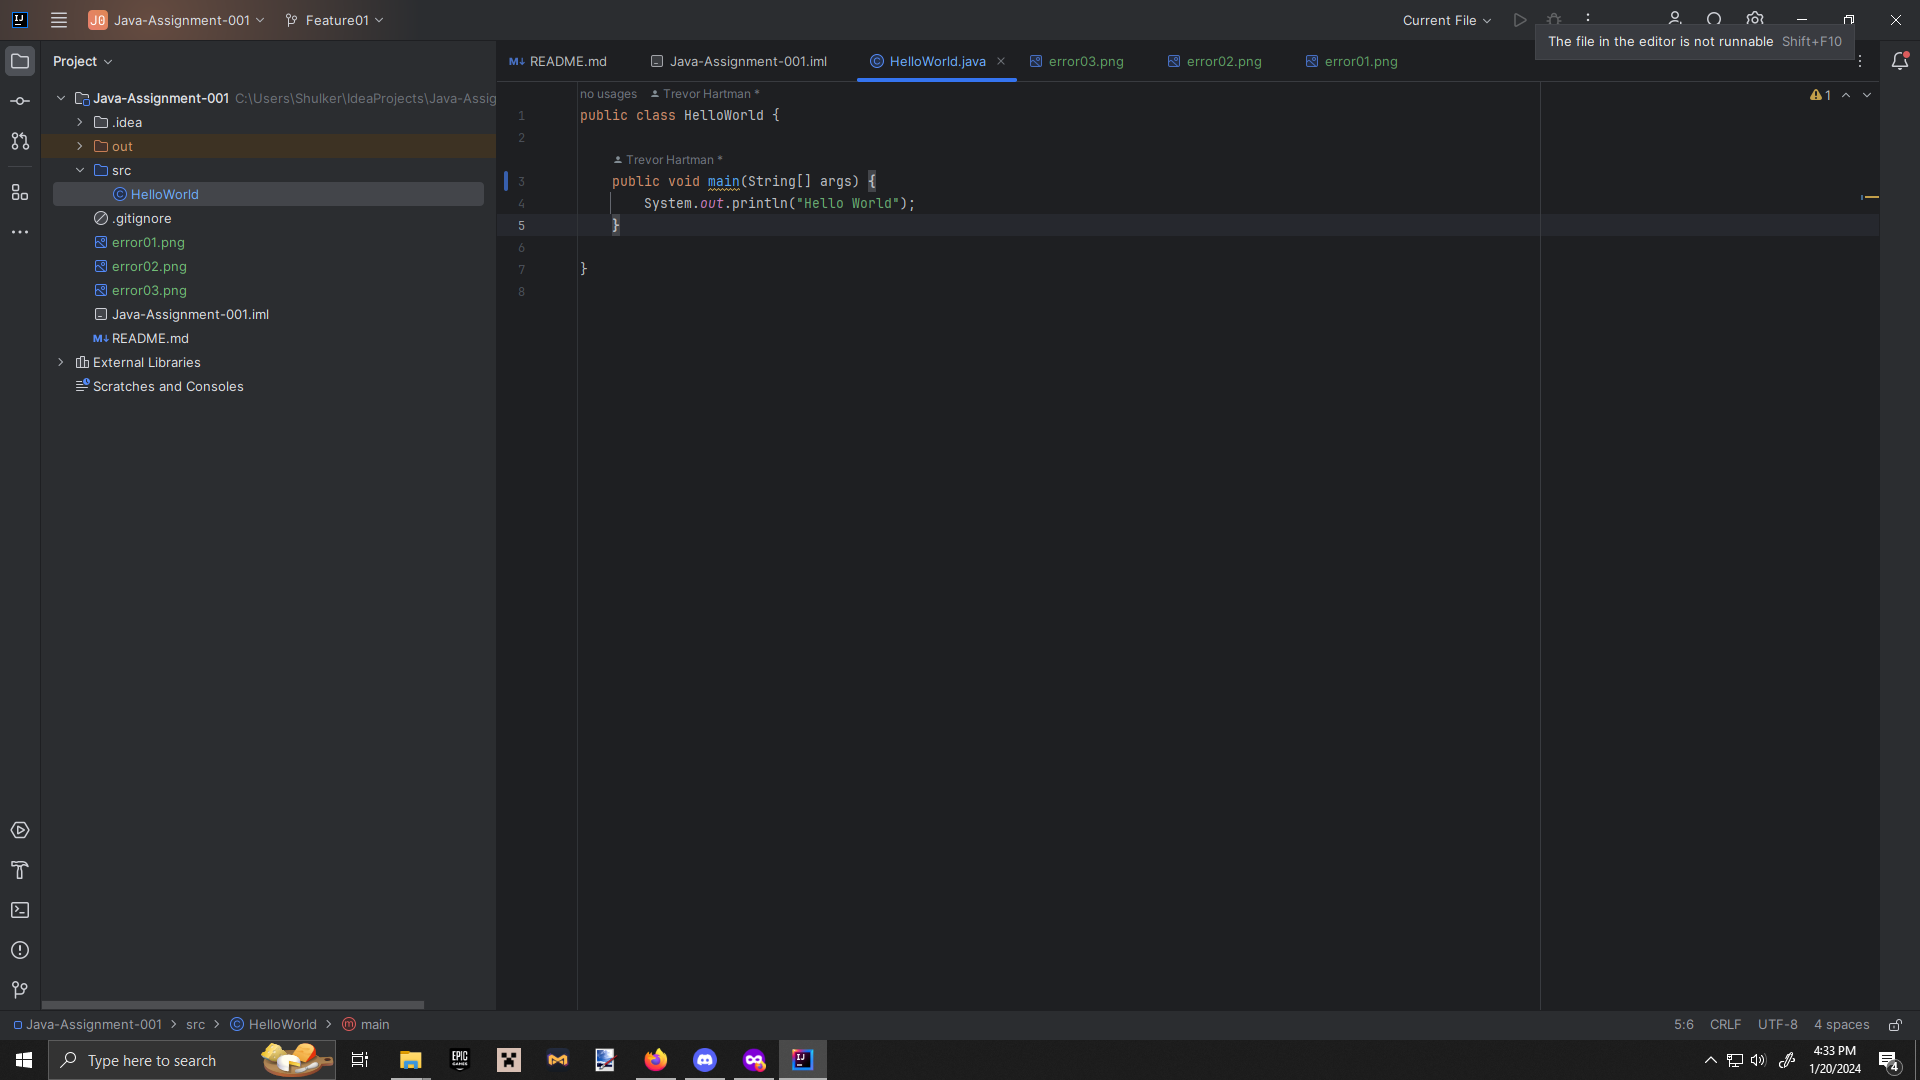 J0 Java-Assignment-001 Feature01 Current File
The file in the editor is not runnable Shift+F10
Project
README.md Java-Assignment-001.iml HelloWorld.java error03.png error02.png error01.png
Java-Assignment-001 C:\Users\Shulker\IdeaProjects\Java-Assig
.idea
out
src
HelloWorld
.gitignore
error01.png
error02.png
error03.png
Java-Assignment-001.iml
README.md
External Libraries
Scratches and Consoles
no usages Trevor Hartman *
1
1 public class HelloWorld {
2
Trevor Hartman *
3 public void main(String[] args) {
4 System.out.println("Hello World");
5 }
6
7 }
8
Java-Assignment-001 > src > HelloWorld > main
5:6 CRLF UTF-8 4 spaces
Type here to search
EPIC GAMES
IJ
4:33 PM
1/20/2024
4